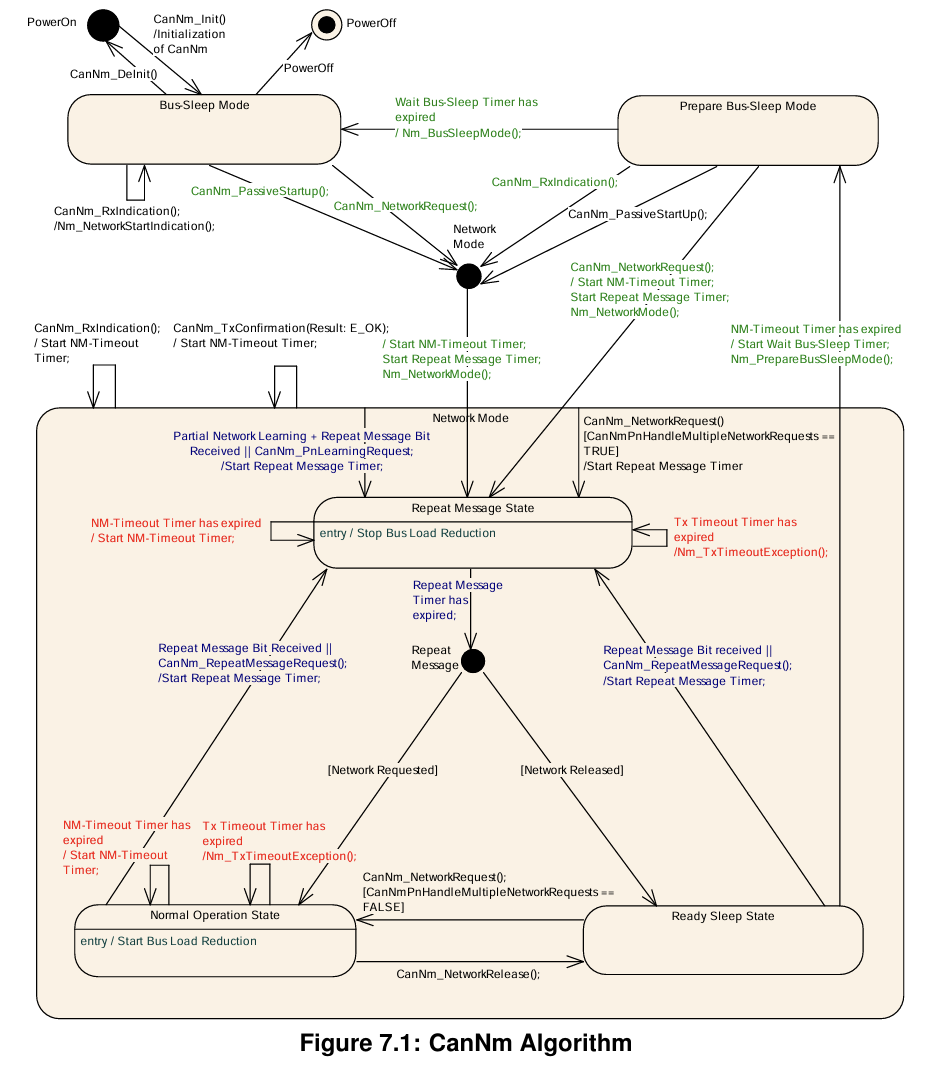 PowerOn
CanNm_Init()
/Initialization
of CanNm
PowerOff
CanNm_DeInit()
PowerOff
Bus-Sleep Mode
Wait Bus-Sleep Timer has
expired
/ Nm_BusSleepMode();
Prepare Bus-Sleep Mode
CanNm_PassiveStartup();
CanNm_NetworkRequest();
CanNm_RxIndication();
CanNm_RxIndication();
/Nm_NetworkStartIndication();
CanNm_PassiveStartUp();
Network
Mode
CanNm_NetworkRequest();
/ Start NM-Timeout Timer;
Start Repeat Message Timer;
Nm_NetworkMode();
CanNm_RxIndication();
/ Start NM-Timeout
Timer;
CanNm_TxConfirmation(Result: E_OK);
/ Start NM-Timeout Timer;
/ Start NM-Timeout Timer;
Start Repeat Message Timer;
Nm_NetworkMode();
NM-Timeout Timer has expired
/ Start Wait Bus-Sleep Timer;
Nm_PrepareBusSleepMode();
Network Mode
Partial Network Learning + Repeat Message Bit
Received || CanNm_PnLearningRequest;
/Start Repeat Message Timer;
CanNm_NetworkRequest()
[CanNmPnHandleMultipleNetworkRequests ==
TRUE]
/Start Repeat Message Timer
Repeat Message State
entry / Stop Bus Load Reduction
NM-Timeout Timer has expired
/ Start NM-Timeout Timer;
Tx Timeout Timer has
expired
/Nm_TxTimeoutException();
Repeat Message
Timer has
expired;
Repeat Message Bit Received ||
CanNm_RepeatMessageRequest();
/Start Repeat Message Timer;
Repeat
Message
Repeat Message Bit received ||
CanNm_RepeatMessageRequest();
/Start Repeat Message Timer;
[Network Requested]
[Network Released]
NM-Timeout Timer has
expired
/ Start NM-Timeout
Timer;
Tx Timeout Timer has
expired
/Nm_TxTimeoutException();
CanNm_NetworkRequest();
[CanNmPnHandleMultipleNetworkRequests ==
FALSE]
Normal Operation State
entry / Start Bus Load Reduction
Ready Sleep State
CanNm_NetworkRelease();
Figure 7.1: CanNm Algorithm